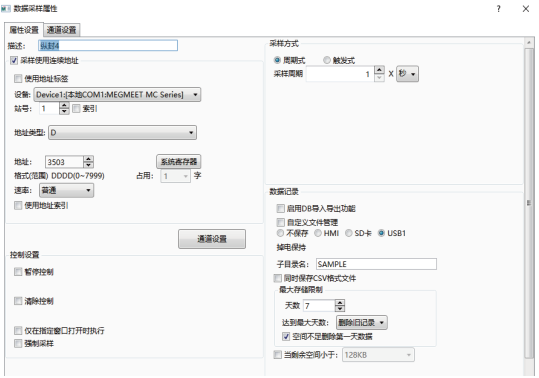 数据采样属性
属性设置 通道设置
描述: 纵封4
采样使用连续地址
使用地址标签
设备: Device1:[本地COM1:MEGMEET MC Series]
站号: 1 索引
地址类型: D
地址: 3503 系统寄存器
格式(范围) DDDD(0~7999) 占用: 1 字
速率: 普通
使用地址索引
通道设置
控制设置
暂停控制
清除控制
仅在指定窗口打开时执行
强制采样
采样方式
周期式 触发式
采样周期 1 X 秒
数据记录
启用DB导入导出功能
自定义文件管理
不保存 HMI SD卡 USB1
掉电保持
子目录名: SAMPLE
同时保存CSV格式文件
最大存储限制
天数 7
达到最大天数: 删除旧记录
空间不足删除第一天数据
当剩余空间小于: 128KB